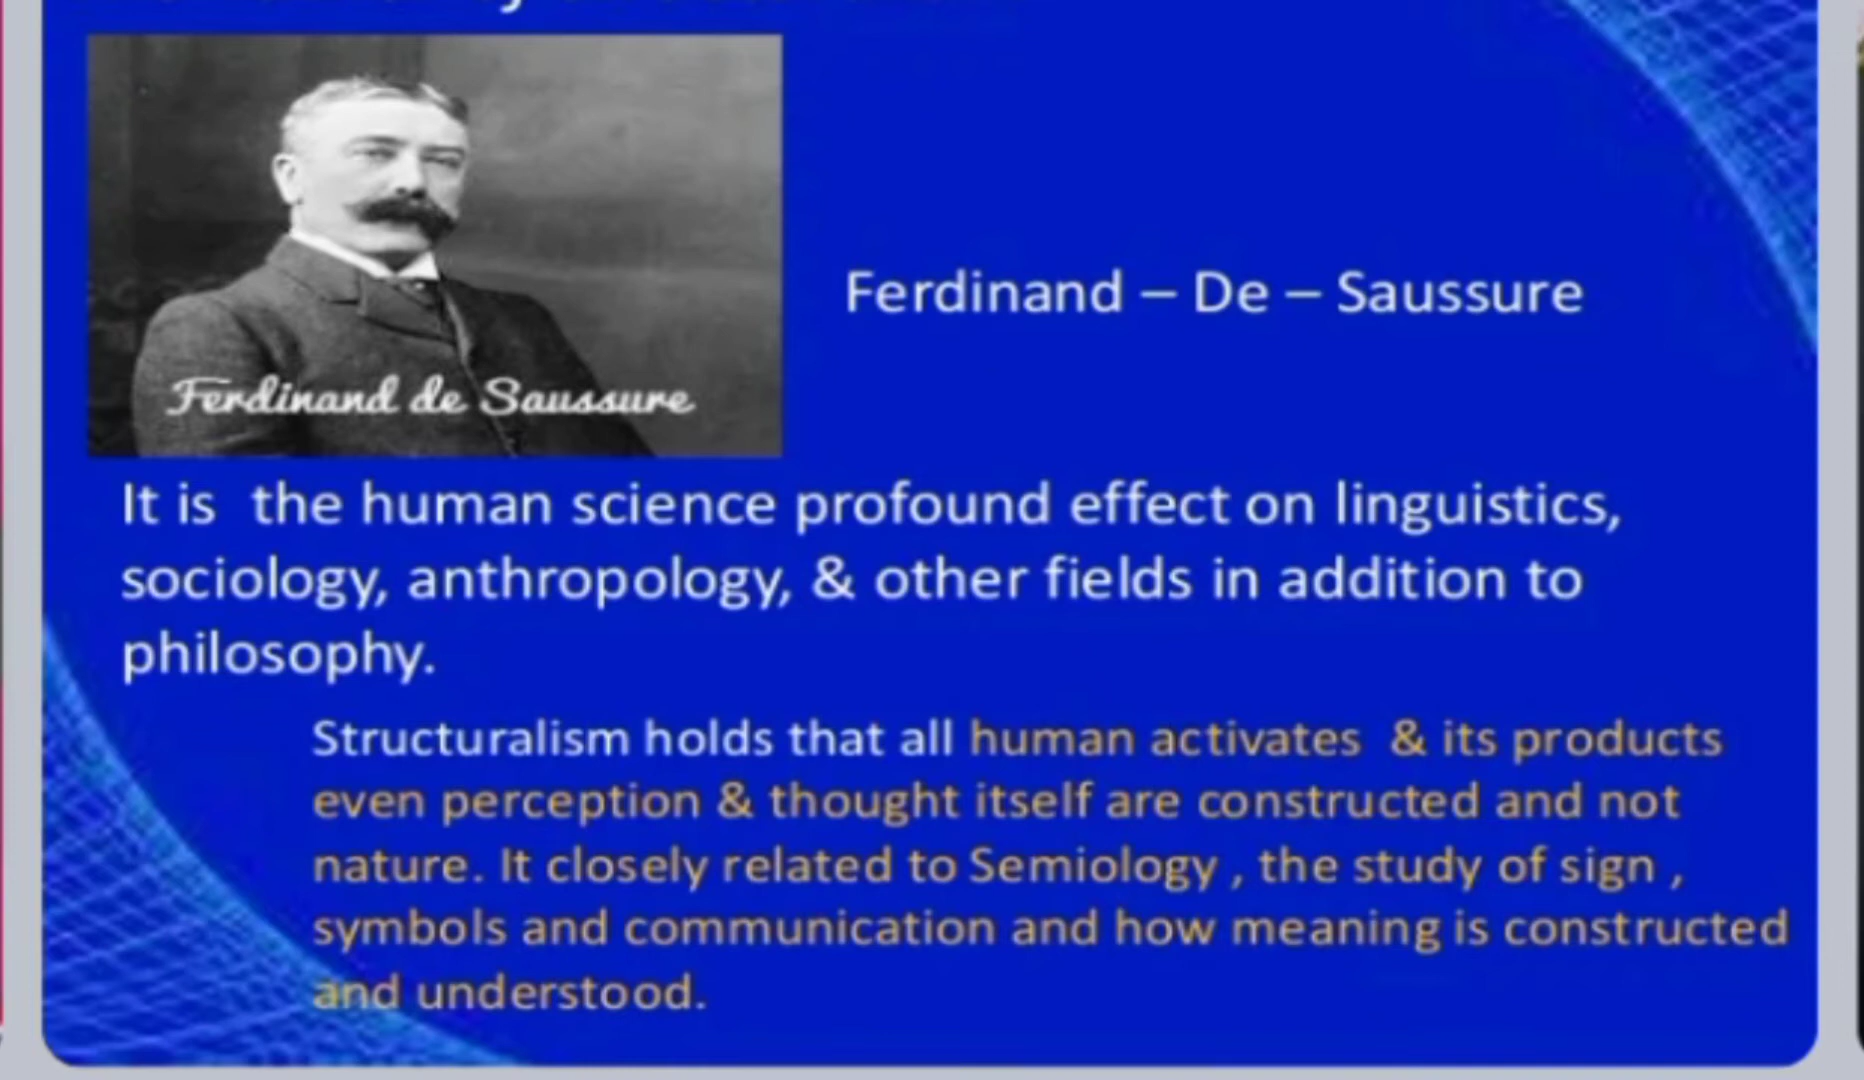 Ferdinand de Saussure
Ferdinand – De – Saussure
It is the human science profound effect on linguistics,
sociology, anthropology, & other fields in addition to
philosophy.
Structuralism holds that all human activates & its products
even perception & thought itself are constructed and not
nature. It closely related to Semiology , the study of sign ,
symbols and communication and how meaning is constructed
and understood.